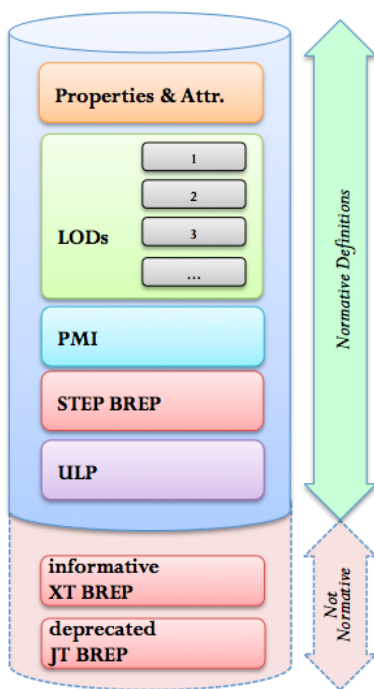 Properties & Attr.
LODs
1
2
3
...
PMI
STEP BREP
ULP
informative
XT BREP
deprecated
JT BREP
Normative Definitions
Not
Normative